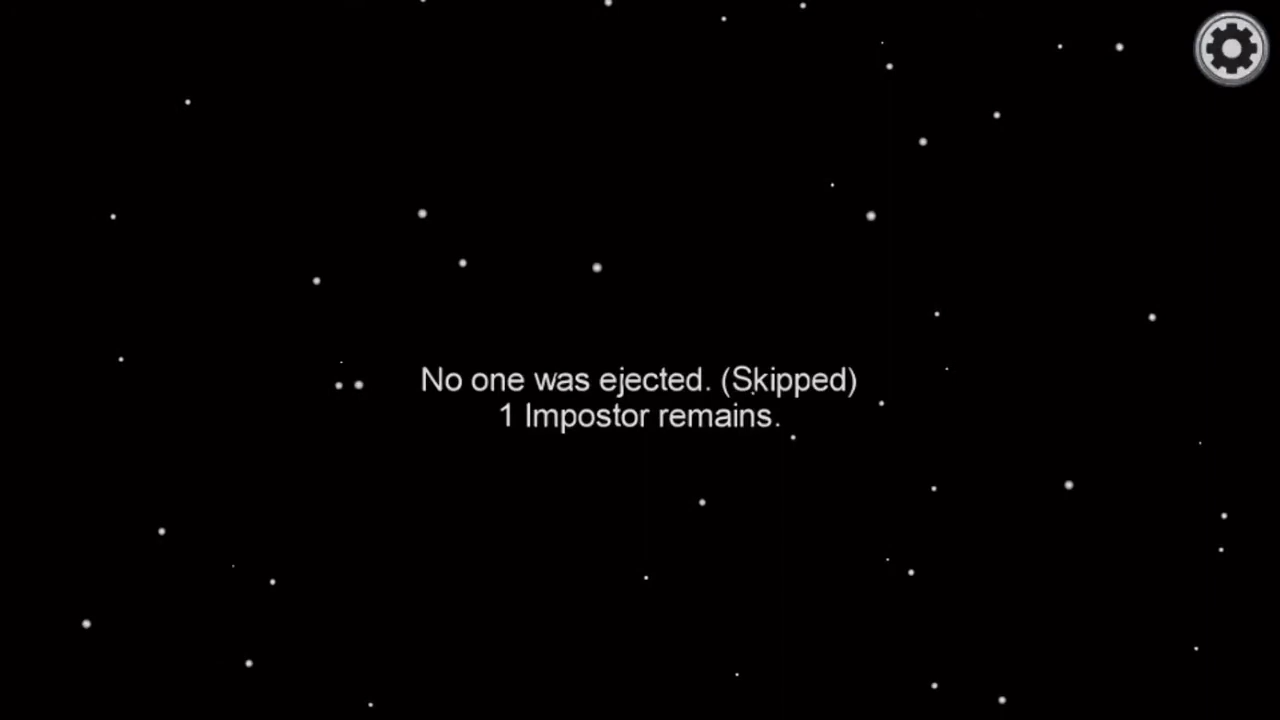 No one was ejected. (Skipped)
1 Impostor remains.